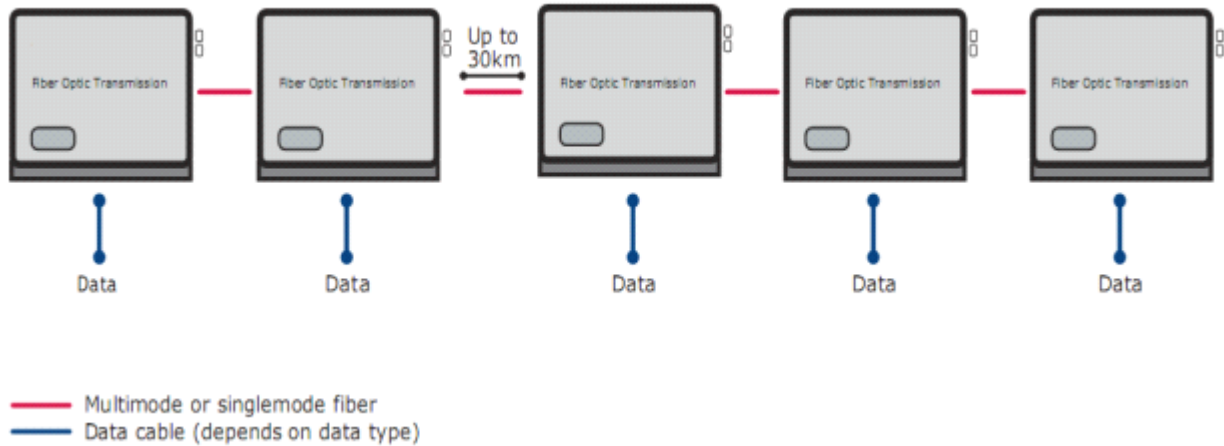 Up to
30km
Fiber Optic Transmission
Fiber Optic Transmission
Fiber Optic Transmission
Fiber Optic Transmission
Fiber Optic Transmission
Data
Data
Data
Data
Data
Multimode or singlemode fiber
Data cable (depends on data type)